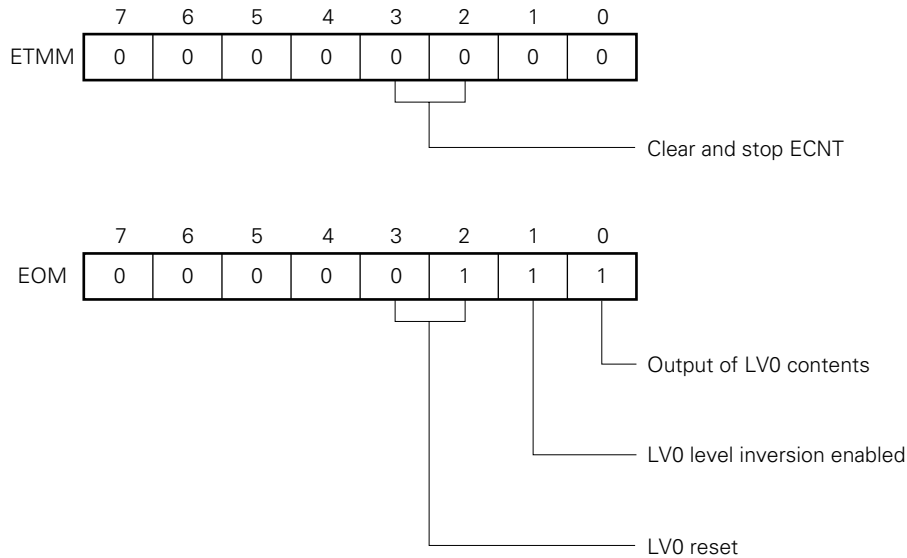 7 6 5 4 3 2 1 0
ETMM 0 0 0 0 0 0 0 0
Clear and stop ECNT
7 6 5 4 3 2 1 0
EOM 0 0 0 0 0 1 1 1
Output of LV0 contents
LV0 level inversion enabled
LV0 reset